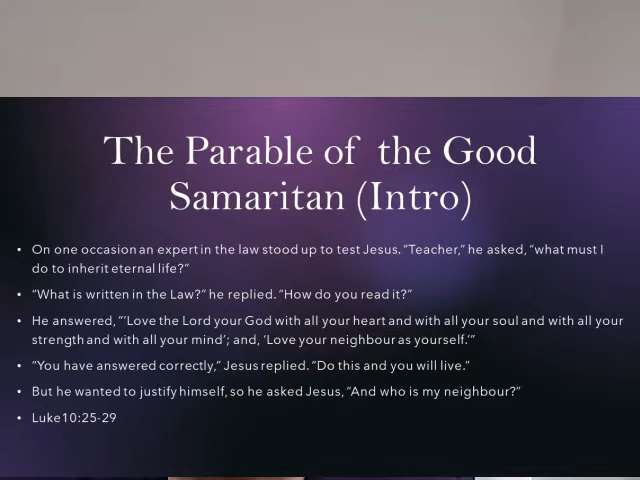 The Parable of the Good
Samaritan (Intro)
• On one occasion an expert in the law stood up to test Jesus. “Teacher,” he asked, “what must I
do to inherit eternal life?”
• “What is written in the Law?” he replied. “How do you read it?”
• He answered, “‘Love the Lord your God with all your heart and with all your soul and with all your
strength and with all your mind’; and, ‘Love your neighbour as yourself.’”
• “You have answered correctly,” Jesus replied. “Do this and you will live.”
• But he wanted to justify himself, so he asked Jesus, “And who is my neighbour?”
• Luke10:25-29